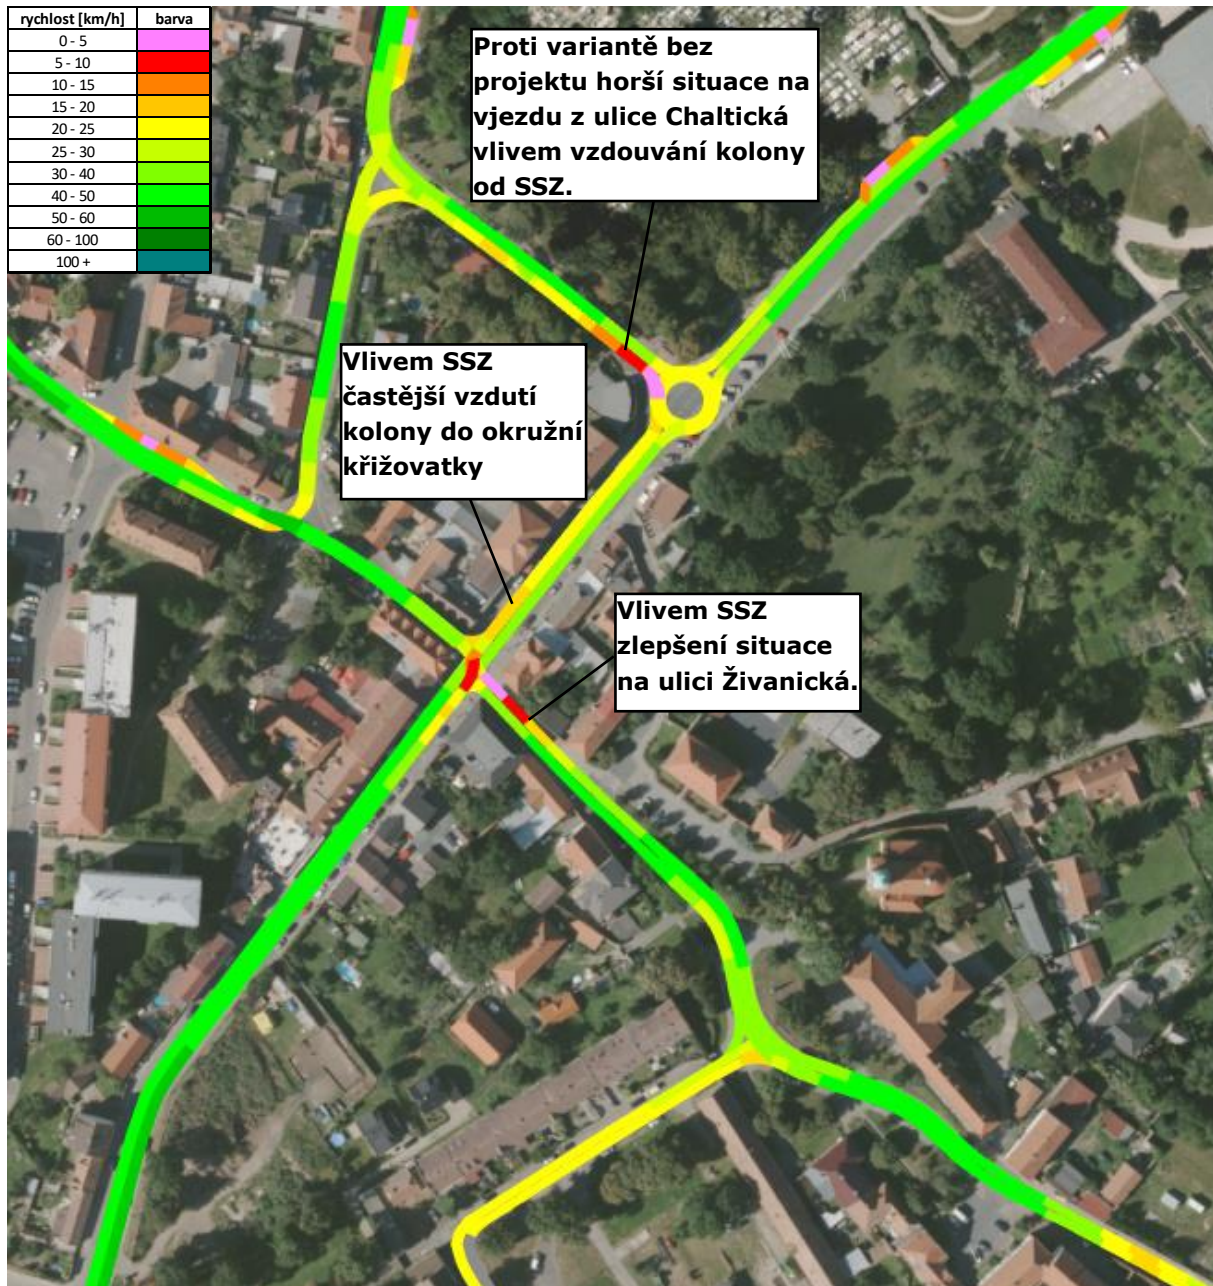 rychlost [km/h] barva
0 - 5
5 - 10
10 - 15
15 - 20
20 - 25
25 - 30
30 - 40
40 - 50
50 - 60
60 - 100
100 +
Proti variantě bez
projektu horší situace na
vjezdu z ulice Chaltická
vlivem vzdouvání kolony
od SSZ.
Vlivem SSZ
častější vzdutí
kolony do okružní
křižovatky
Vlivem SSZ
zlepšení situace
na ulici Živanická.